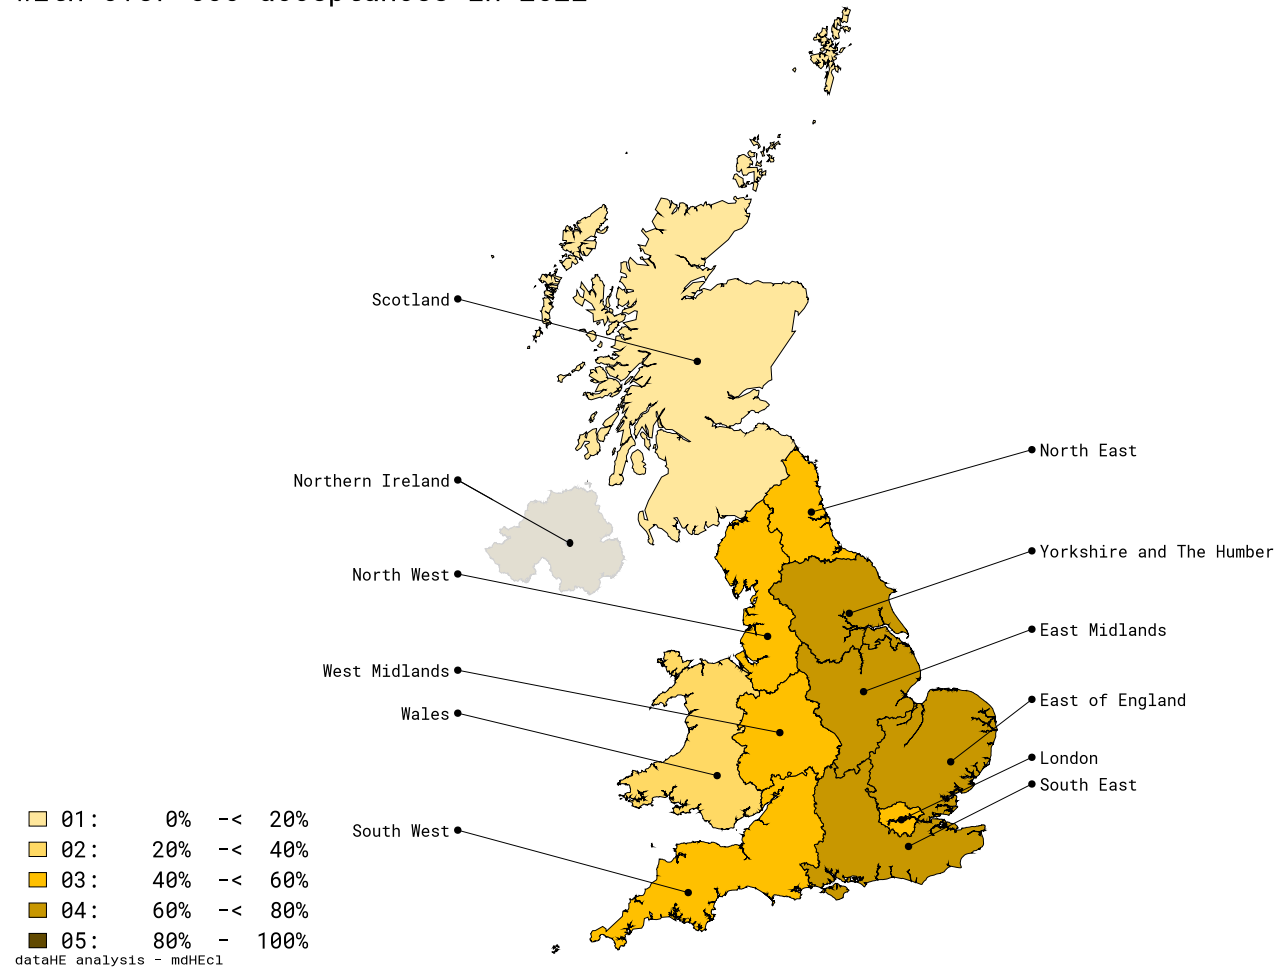 Scotland
North East
Northern Ireland
Yorkshire and The Humber
North West
East Midlands
West Midlands
East of England
Wales
London
South East
South West
01: 0% -< 20%
02: 20% -< 40%
03: 40% -< 60%
04: 60% -< 80%
05: 80% - 100%
dataHE analysis - mdHEcl